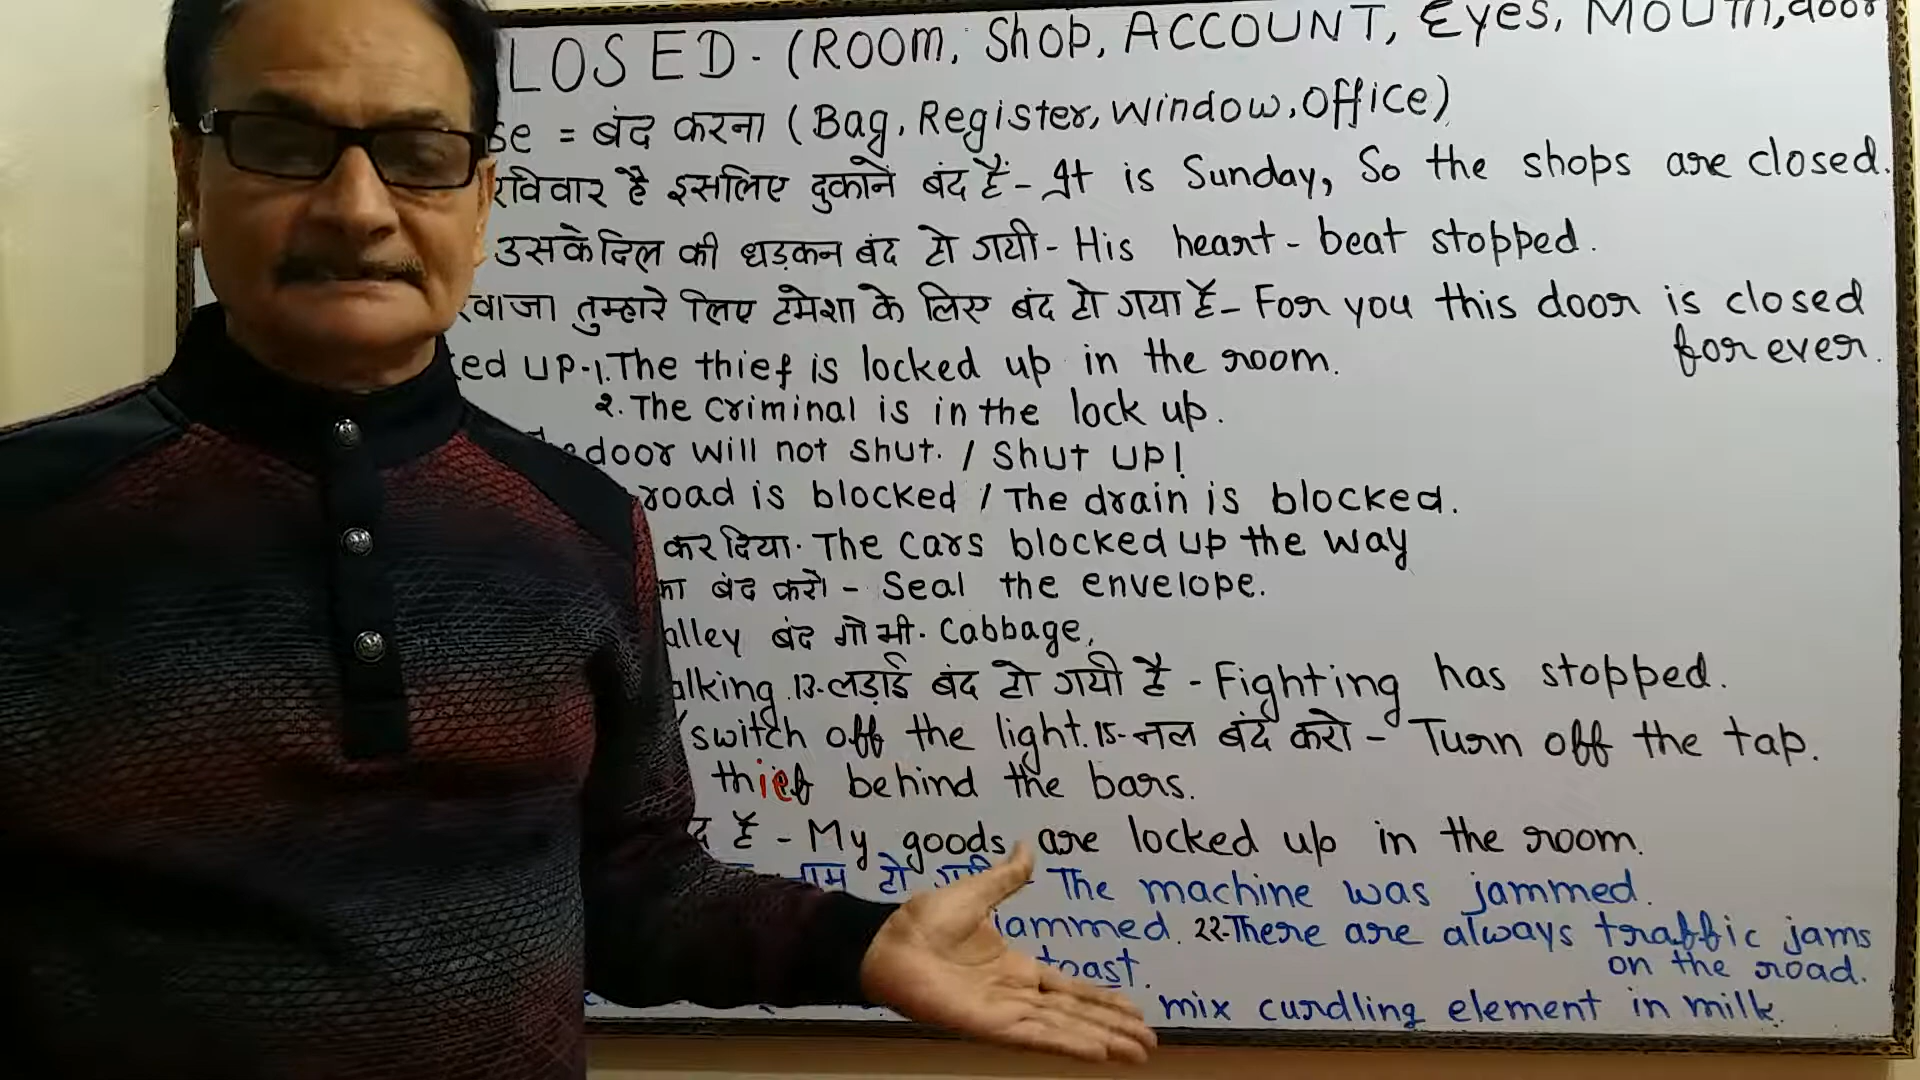 LOSED - (ROOM, Shop, ACCOUNT, Eyes, MOUTH, door
se = बंद करना (Bag, Register, Window, Office)
रविवार है इसलिए दुकानें बंद हैं - It is Sunday, So the shops are closed.
उसके दिल की धड़कन बंद हो गयी - His heart - beat stopped.
रवाजा तुम्हारे लिए हमेशा के लिए बंद हो गया है - For you this door is closed
for ever.
ked UP - 1. The thief is locked up in the room.
2. The criminal is in the lock up.
door will not shut. / Shut UP!
road is blocked / The drain is blocked.
कर दिया. The cars blocked up the way
का बंद करो - Seal the envelope.
alley बंद गोभी. Cabbage,
alking. 13- लड़ाई बंद हो गयी है - Fighting has stopped.
/switch off the light. 15- नल बंद करो - Turn off the tap.
thief behind the bars.
है - My goods are locked up in the room.
हो गयी - The machine was jammed.
jammed. 22- There are always traffic jams
on the road.
toast.
mix curdling element in milk.